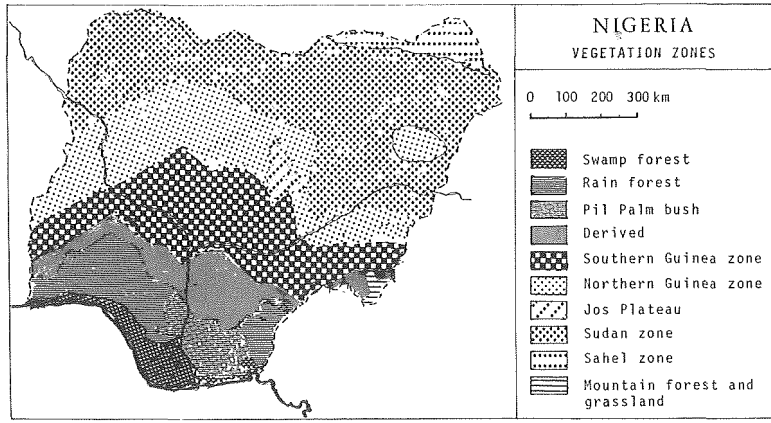 NIGERIA
VEGETATION ZONES
0 100 200 300 km
Swamp forest
Rain forest
Pil Palm bush
Derived
Southern Guinea zone
Northern Guinea zone
Jos Plateau
Sudan zone
Sahel zone
Mountain forest and
grassland